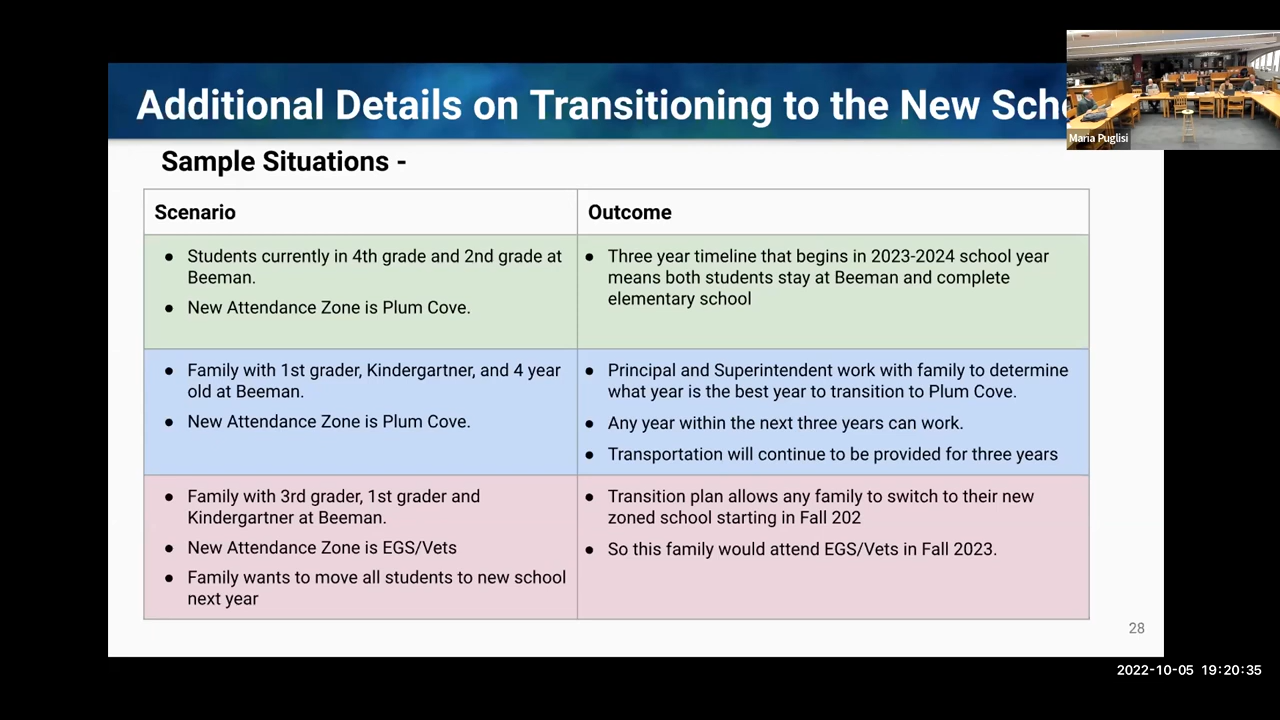 Additional Details on Transitioning to the New Sch
Maria Puglisi
Sample Situations -
Scenario
Outcome
● Students currently in 4th grade and 2nd grade at
Beeman.
● New Attendance Zone is Plum Cove.
● Three year timeline that begins in 2023-2024 school year
means both students stay at Beeman and complete
elementary school
● Family with 1st grader, Kindergartner, and 4 year
old at Beeman.
● New Attendance Zone is Plum Cove.
● Principal and Superintendent work with family to determine
what year is the best year to transition to Plum Cove.
● Any year within the next three years can work.
● Transportation will continue to be provided for three years
● Family with 3rd grader, 1st grader and
Kindergartner at Beeman.
● New Attendance Zone is EGS/Vets
● Family wants to move all students to new school
next year
● Transition plan allows any family to switch to their new
zoned school starting in Fall 202
● So this family would attend EGS/Vets in Fall 2023.
28
2022-10-05 19:20:35